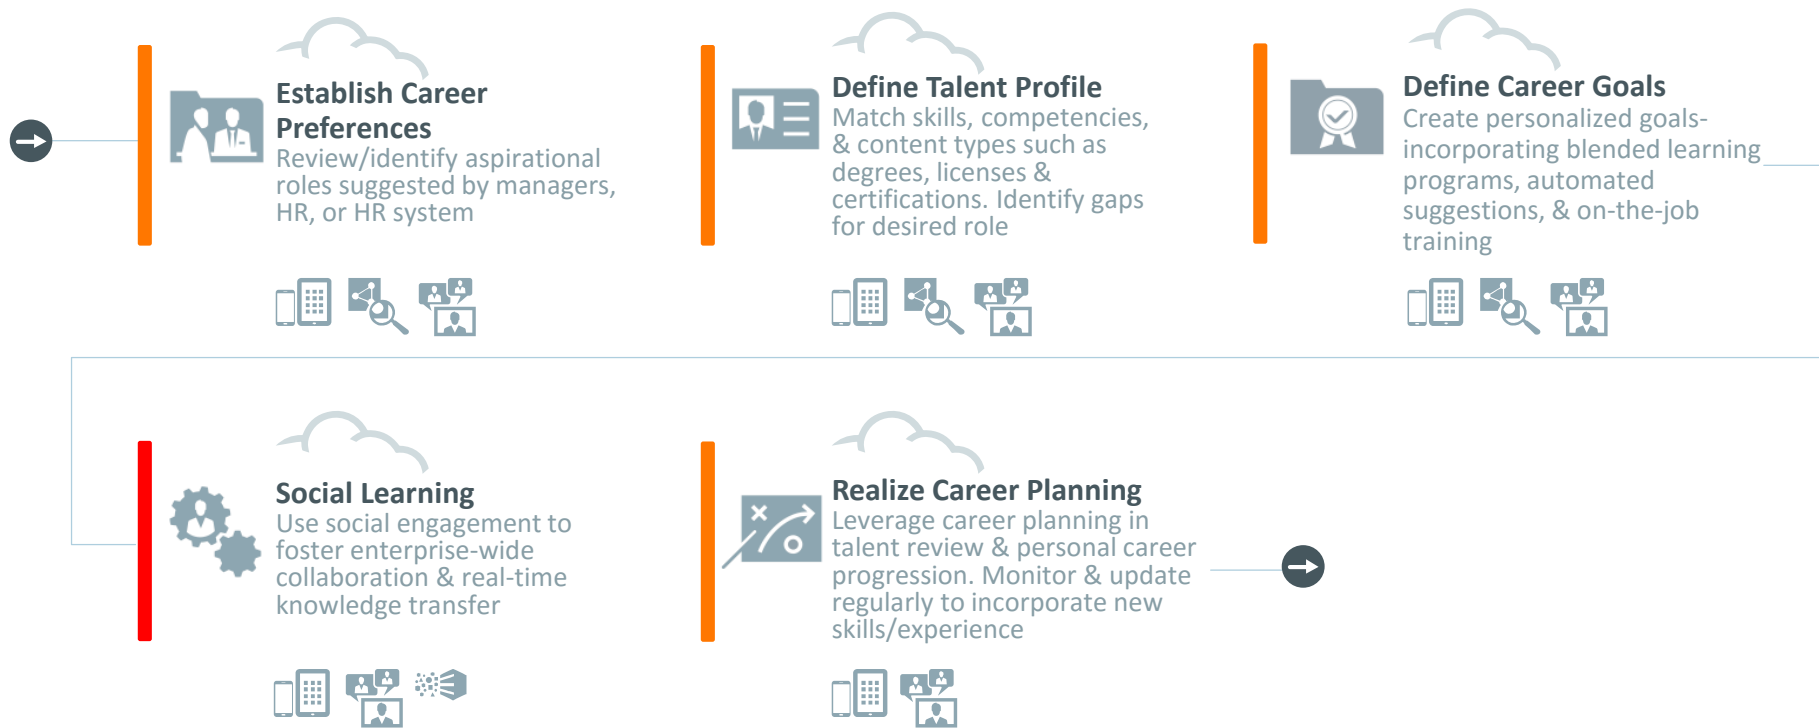 Establish Career
Preferences
Review/identify aspirational
roles suggested by managers,
HR, or HR system
Define Talent Profile
Match skills, competencies,
& content types such as
degrees, licenses &
certifications. Identify gaps
for desired role
Define Career Goals
Create personalized goals-
incorporating blended learning
programs, automated
suggestions, & on-the-job
training
Social Learning
Use social engagement to
foster enterprise-wide
collaboration & real-time
knowledge transfer
Realize Career Planning
Leverage career planning in
talent review & personal career
progression. Monitor & update
regularly to incorporate new
skills/experience